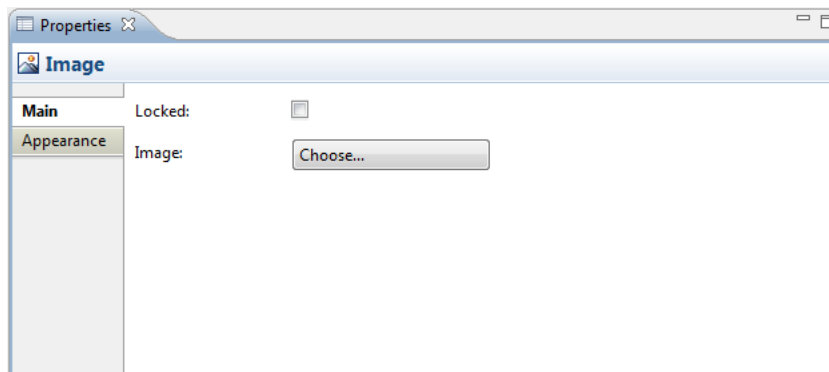 Properties
Image
Main
Locked:
Appearance
Image:
Choose...